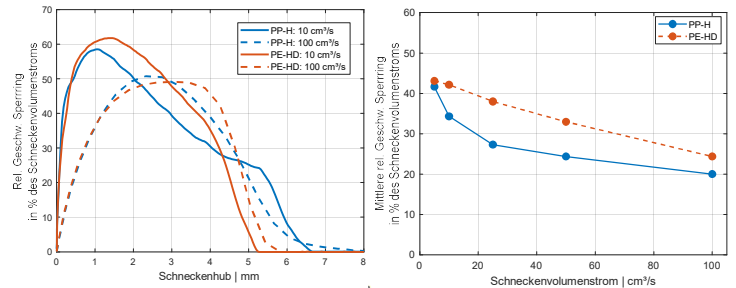 Rel. Geschw. Sperrring
in % des Schneckenvolumenstroms
70
60
50
40
30
20
10
0
0 1 2 3 4 5 6 7 8
Schneckenhub | mm
PP-H: 10 cm³/s
PP-H: 100 cm³/s
PE-HD: 10 cm³/s
PE-HD: 100 cm³/s
Mittlere rel. Geschw. Sperrring
in % des Schneckenvolumenstroms
60
50
40
30
20
10
0
0 20 40 60 80 100
Schneckenvolumenstrom | cm³/s
PP-H
PE-HD